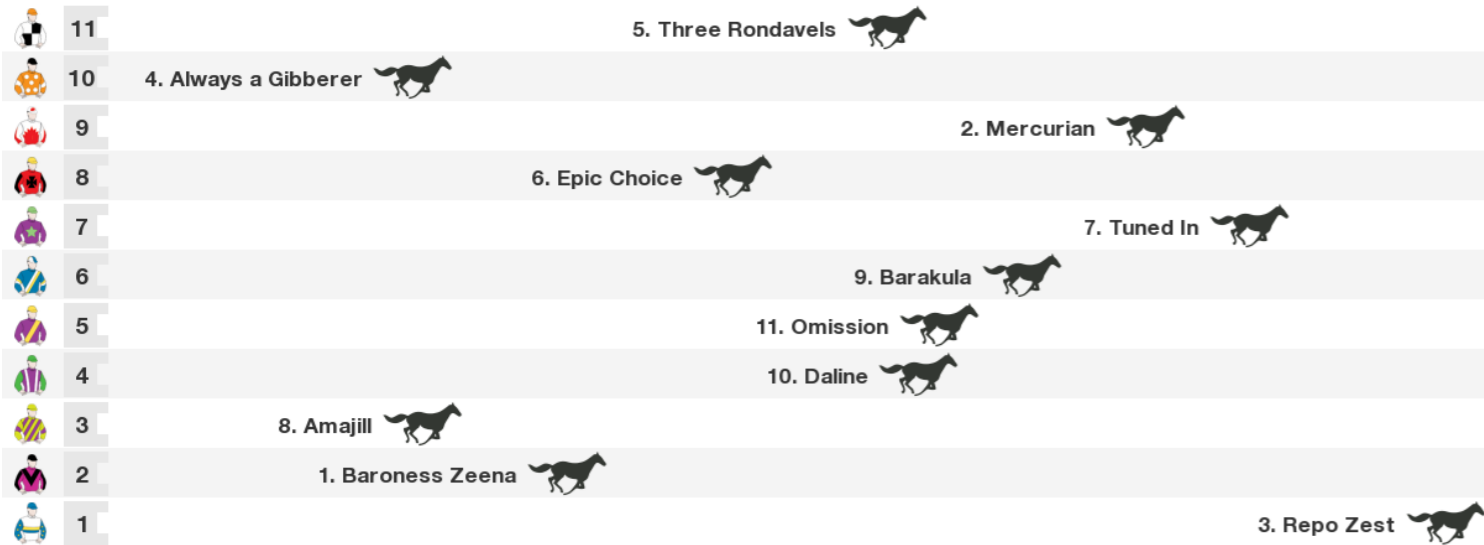 11 5. Three Rondavels
10 4. Always a Gibberer
9 2. Mercurian
8 6. Epic Choice
7 7. Tuned In
6 9. Barakula
5 11. Omission
4 10. Daline
3 8. Amajill
2 1. Baroness Zeena
1 3. Repo Zest